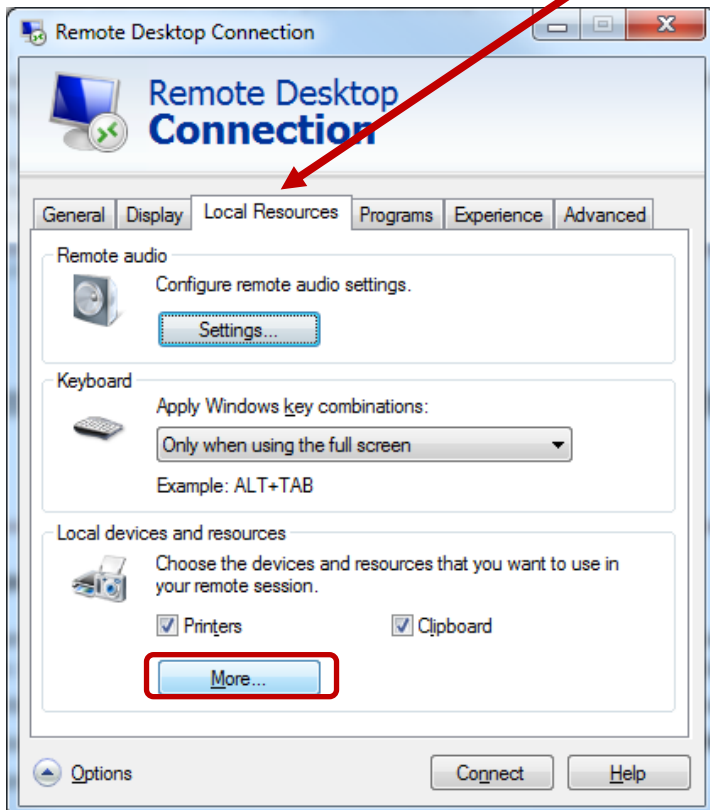 Remote Desktop Connection
Remote Desktop
Connection
General Display Local Resources Programs Experience Advanced
Remote audio
Configure remote audio settings.
Settings...
Keyboard
Apply Windows key combinations:
Only when using the full screen
Example: ALT+TAB
Local devices and resources
Choose the devices and resources that you want to use in
your remote session.
Printers Clipboard
More...
Options Connect Help